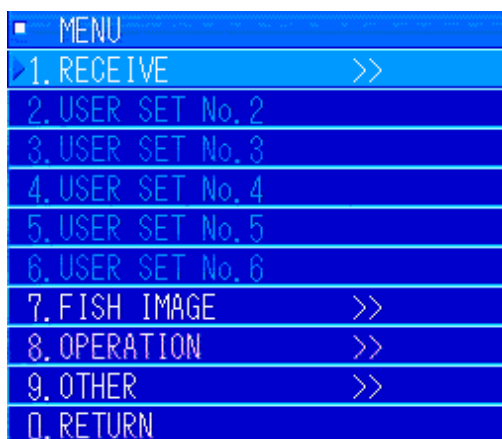 MENU
1.RECEIVE >>
2.USER SET No.2
3.USER SET No.3
4.USER SET No.4
5.USER SET No.5
6.USER SET No.6
7.FISH IMAGE >>
8.OPERATION >>
9.OTHER >>
0.RETURN